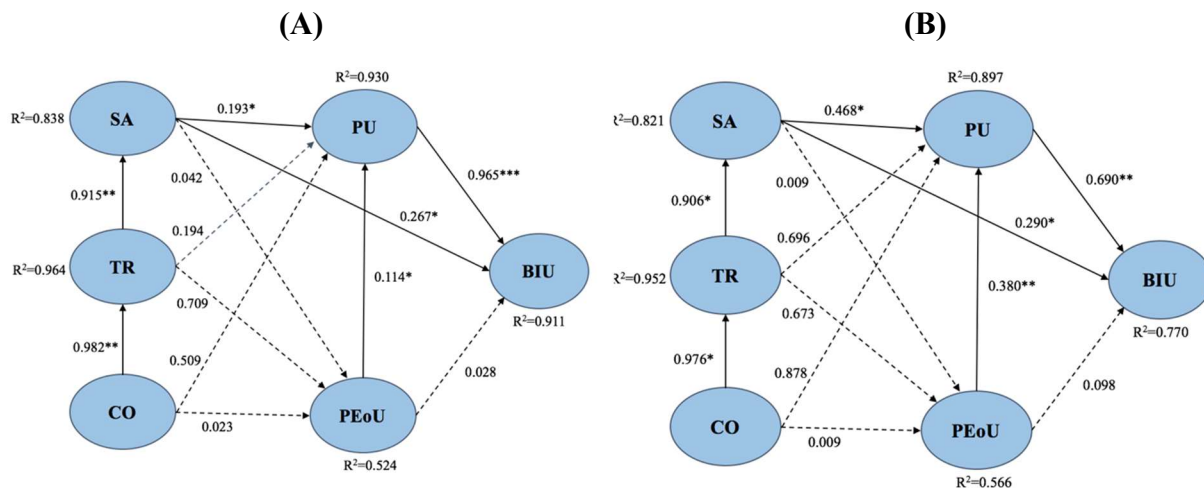 (A)
R²=0.930
R²=0.838
SA
0.193*
PU
0.042
0.965***
0.915**
0.194
0.267*
R²=0.964
TR
0.114*
BIU
0.709
R²=0.911
0.982**
0.509
0.028
CO
0.023
PEoU
R²=0.524
(B)
R²=0.897
R²=0.821
SA
0.468*
PU
0.009
0.690**
0.906*
0.696
0.290*
R²=0.952
TR
0.380**
BIU
0.673
R²=0.770
0.976*
0.878
0.098
CO
0.009
PEoU
R²=0.566